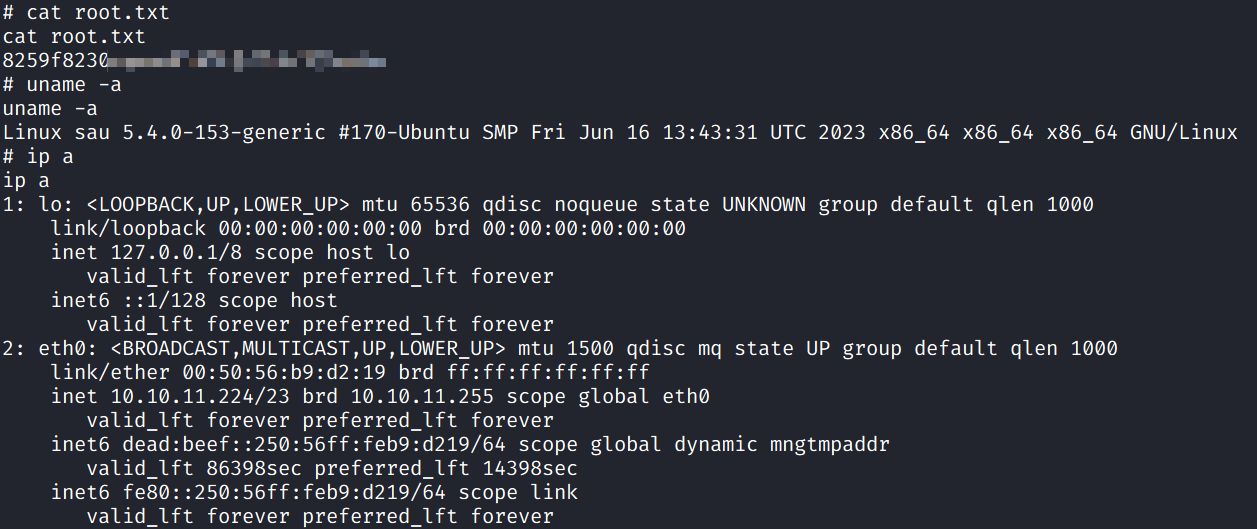 # cat root.txt
cat root.txt
8259f8230
# uname -a
uname -a
Linux sau 5.4.0-153-generic #170-Ubuntu SMP Fri Jun 16 13:43:31 UTC 2023 x86_64 x86_64 x86_64 GNU/Linux
# ip a
ip a
1: lo: <LOOPBACK,UP,LOWER_UP> mtu 65536 qdisc noqueue state UNKNOWN group default qlen 1000
    link/loopback 00:00:00:00:00:00 brd 00:00:00:00:00:00
    inet 127.0.0.1/8 scope host lo
       valid_lft forever preferred_lft forever
    inet6 ::1/128 scope host
       valid_lft forever preferred_lft forever
2: eth0: <BROADCAST,MULTICAST,UP,LOWER_UP> mtu 1500 qdisc mq state UP group default qlen 1000
    link/ether 00:50:56:b9:d2:19 brd ff:ff:ff:ff:ff:ff
    inet 10.10.11.224/23 brd 10.10.11.255 scope global eth0
       valid_lft forever preferred_lft forever
    inet6 dead:beef::250:56ff:feb9:d219/64 scope global dynamic mngtmpaddr
       valid_lft 86398sec preferred_lft 14398sec
    inet6 fe80::250:56ff:feb9:d219/64 scope link
       valid_lft forever preferred_lft forever